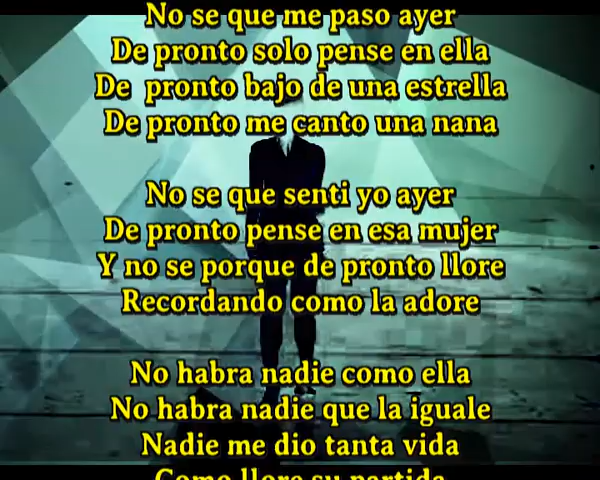 No se que me paso ayer
De pronto solo pense en ella
De pronto bajo de una estrella
De pronto me canto una nana
No se que senti yo ayer
De pronto pense en esa mujer
Y no se porque de pronto llore
Recordando como la adore
No habra nadie como ella
No habra nadie que la iguale
Nadie me dio tanta vida
Como llore su partida